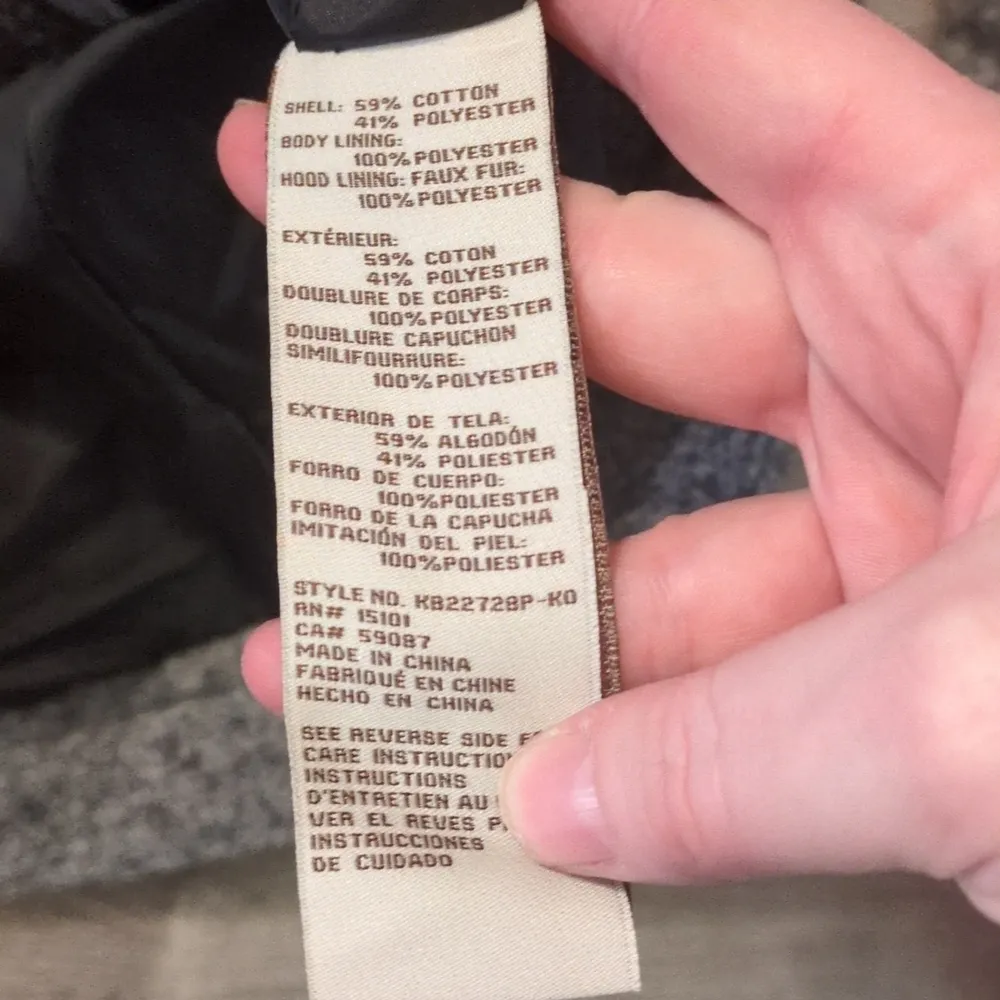 SHELL: 59% COTTON
41% POLYESTER
BODY LINING:
100% POLYESTER
HOOD LINING: FAUX FUR:
100% POLYESTER
EXTÉRIEUR:
59% COTON
41% POLYESTER
DOUBLURE DE CORPS:
100% POLYESTER
DOUBLURE CAPUCHON
SIMILIFOURRURE:
100% POLYESTER
EXTERIOR DE TELA:
59% ALGODÓN
41% POLIESTER
FORRO DE CUERPO:
100%POLIESTER
FORRO DE LA CAPUCHA
IMITACIÓN DEL PIEL:
100%POLIESTER
STYLE NO. KB22728P-KO
RN# 15101
CA# 59087
MADE IN CHINA
FABRIQUÉ EN CHINE
HECHO EN CHINA
SEE REVERSE SIDE
CARE
INSTRUCTIONS
D'ENTRETIEN AU
VER EL REVES
INSTRUCCIONES
DE CUIDADO